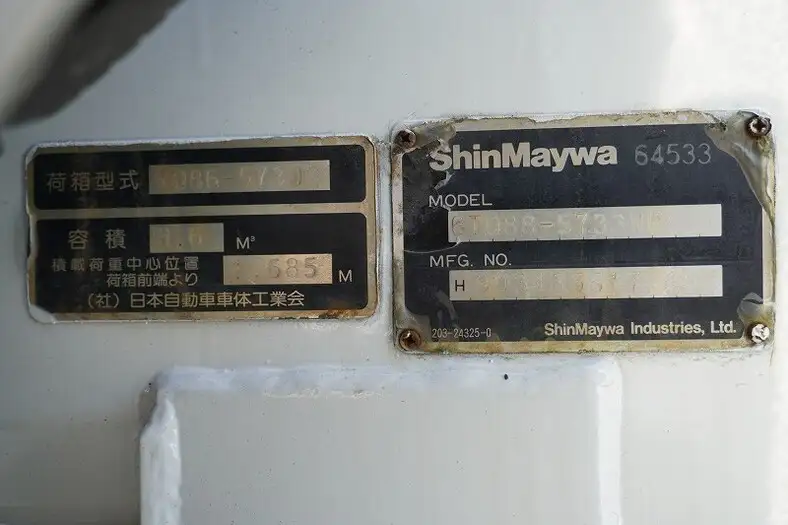 荷箱型式
容積 M³
積載荷重中心位置
荷箱前端より .585 M
(社)日本自動車車体工業会
ShinMaywa 64533
MODEL
MFG. NO.
H
203-24325-0 ShinMaywa Industries, Ltd.